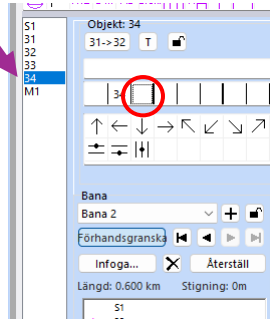 S1
31
32
33
34
M1
Objekt: 34
31->32 T
Bana
Bana 2
Förhandsgranska
Infoga... Återställ
Längd: 0.600 km Stigning: 0m
S1